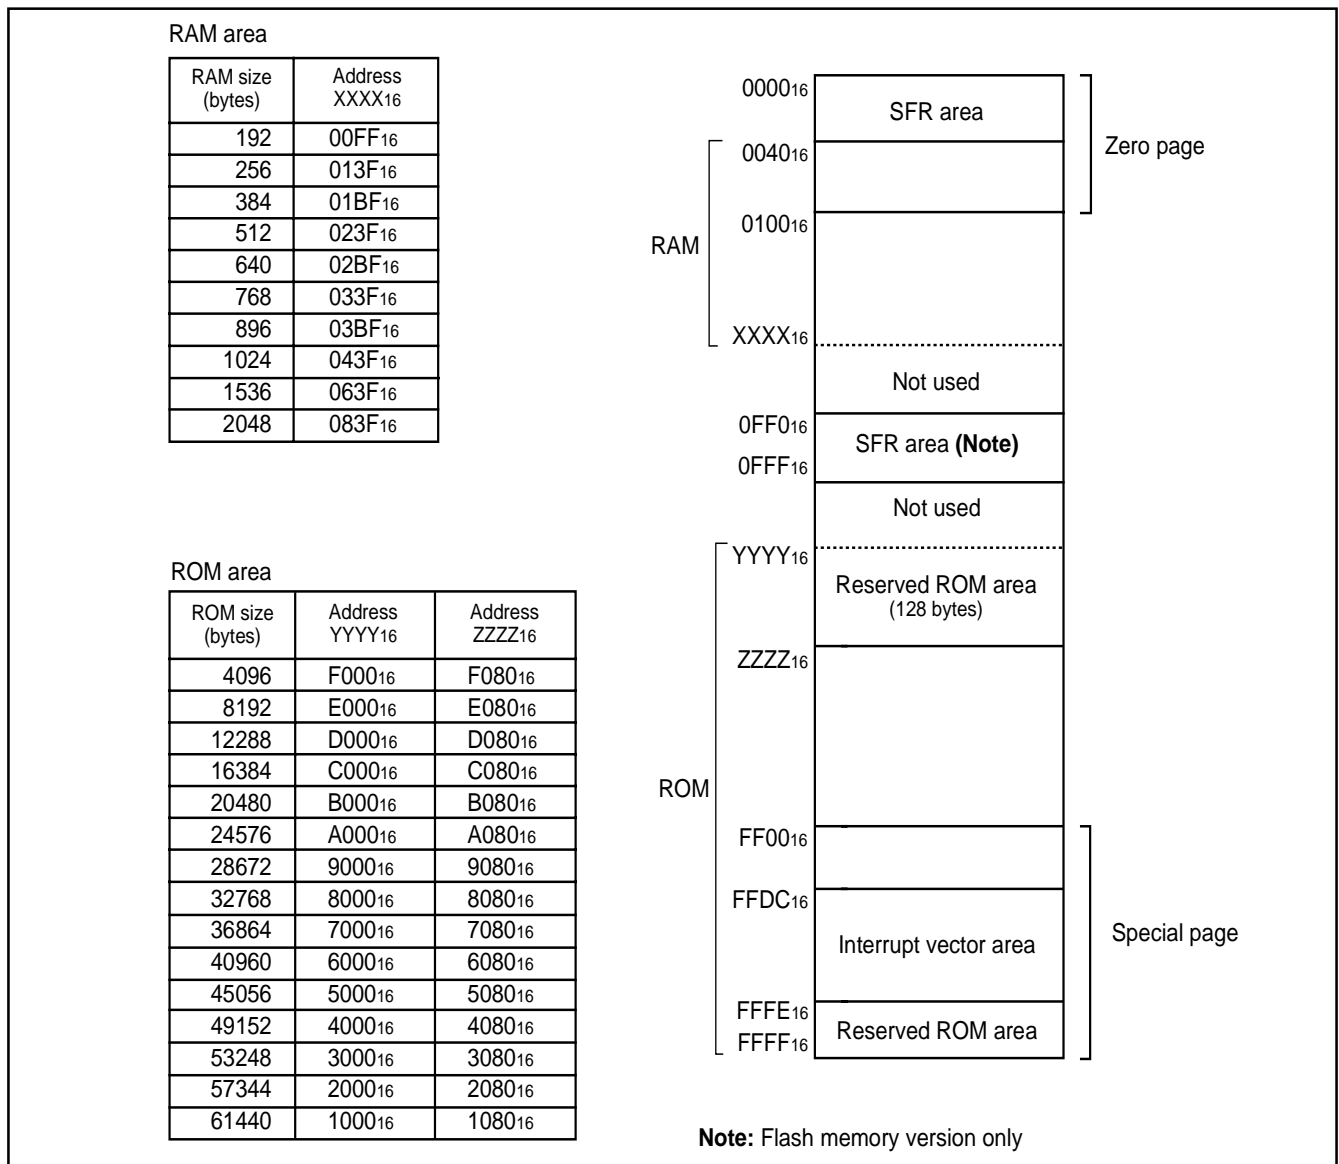 RAM area
RAM size (bytes) Address XXXX16
192 00FF16
256 013F16
384 01BF16
512 023F16
640 02BF16
768 033F16
896 03BF16
1024 043F16
1536 063F16
2048 083F16
ROM area
ROM size (bytes) Address YYYY16 Address ZZZZ16
4096 F00016 F08016
8192 E00016 E08016
12288 D00016 D08016
16384 C00016 C08016
20480 B00016 B08016
24576 A00016 A08016
28672 900016 908016
32768 800016 808016
36864 700016 708016
40960 600016 608016
45056 500016 508016
49152 400016 408016
53248 300016 308016
57344 200016 208016
61440 100016 108016
000016
SFR area
Zero page
004016
010016
RAM
XXXX16
Not used
0FF016
SFR area (Note)
0FFF16
Not used
YYYY16
Reserved ROM area
(128 bytes)
ZZZZ16
ROM
FF0016
FFDC16
Interrupt vector area
Special page
FFFE16
Reserved ROM area
FFFF16
Note: Flash memory version only